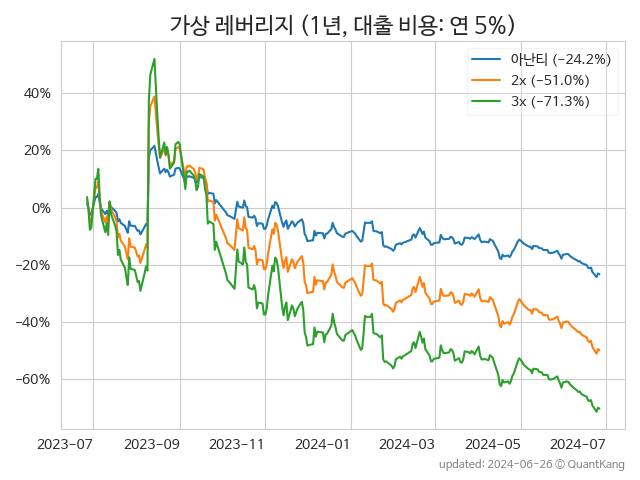 가상 레버리지 (1년, 대출 비용: 연 5%)
아난티 (-24.2%)
2x (-51.0%)
3x (-71.3%)
40%
20%
0%
-20%
-40%
-60%
2023-07 2023-09 2023-11 2024-01 2024-03 2024-05 2024-07
updated: 2024-06-26 © QuantKang